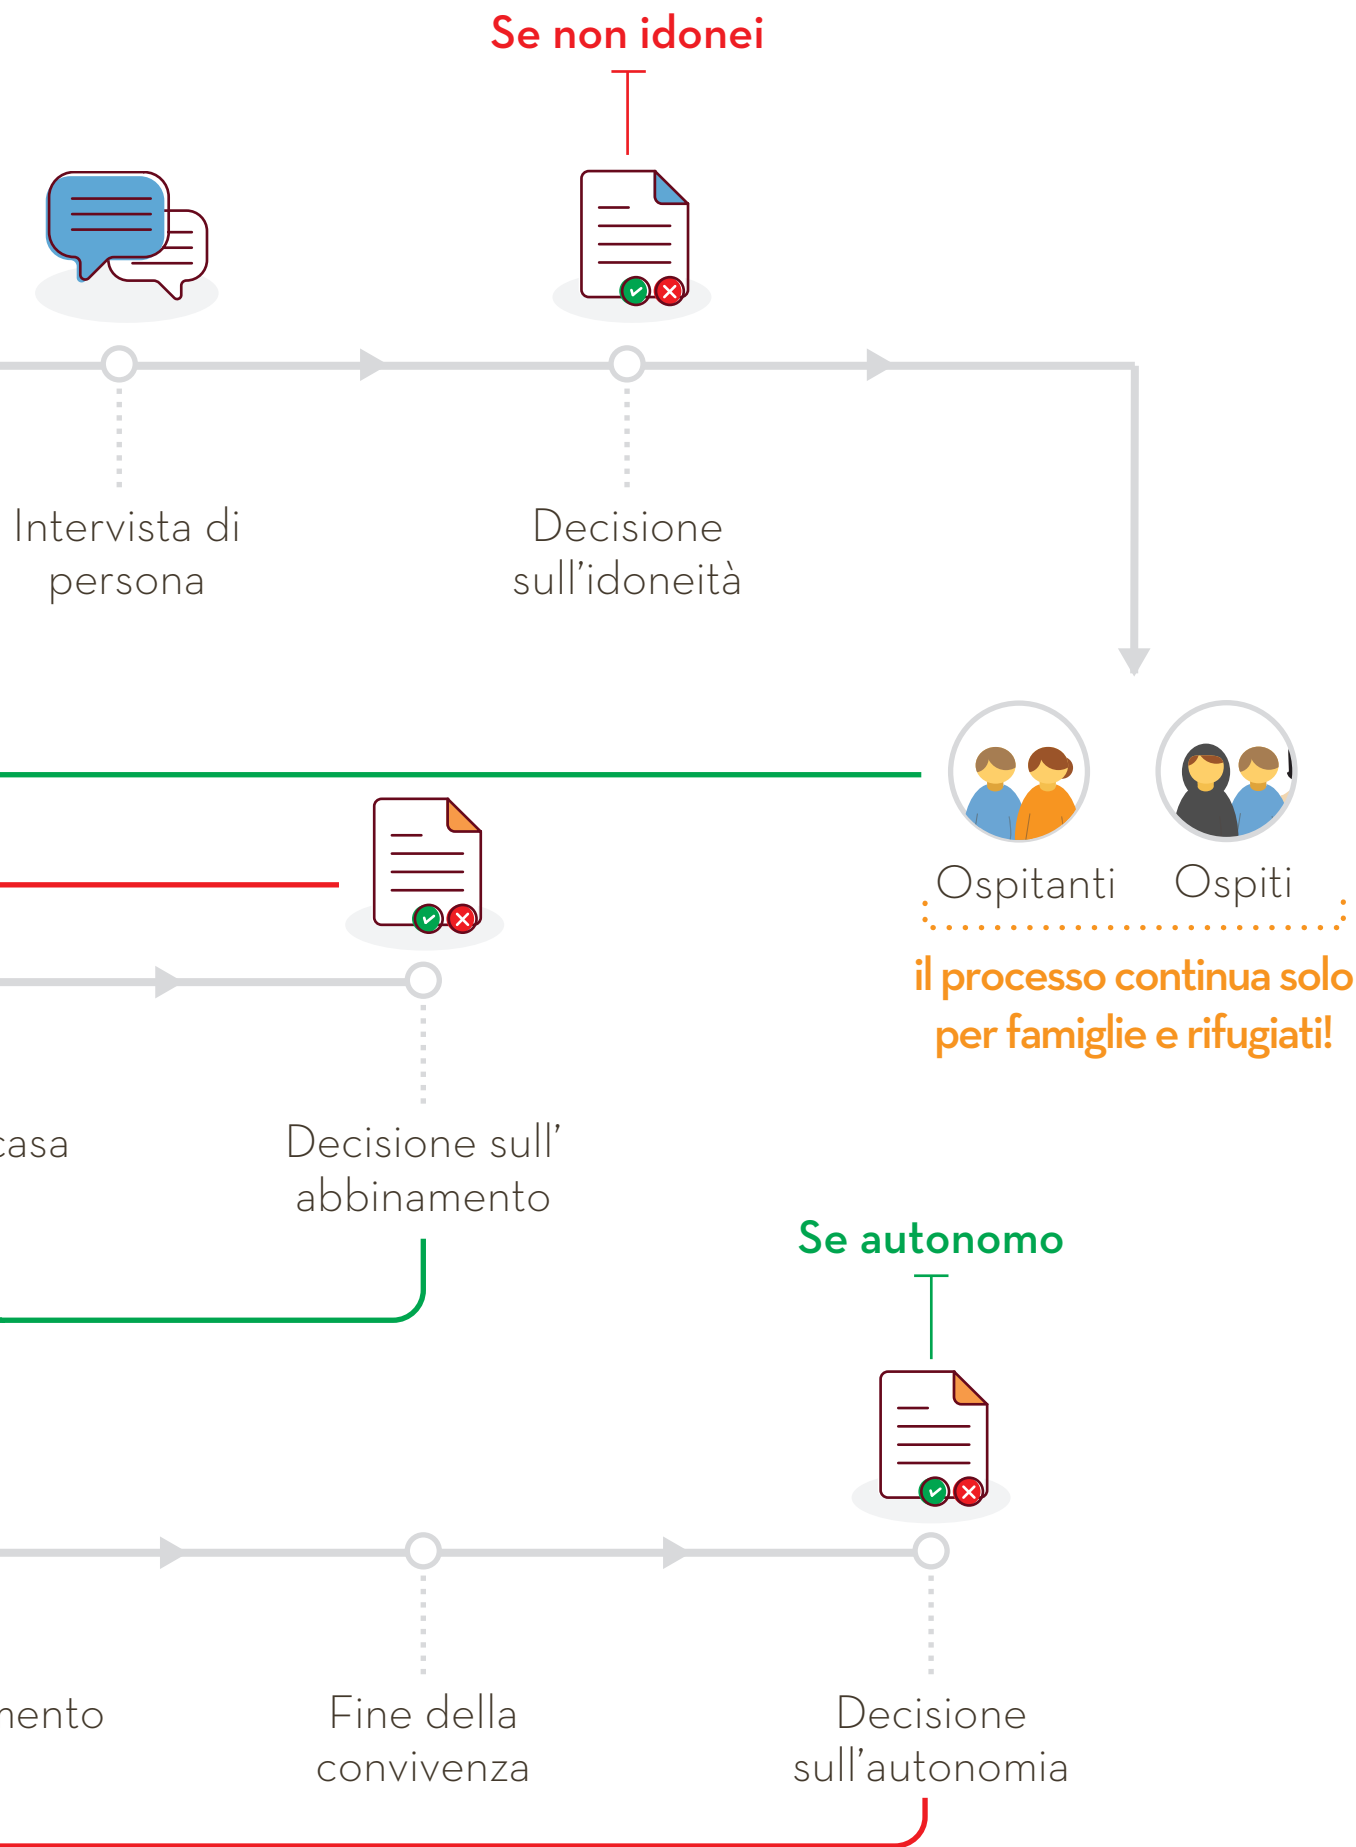 Se non idonei
Intervista di
persona
Decisione
sull’idoneità
Ospitanti
Ospiti
il processo continua solo
per famiglie e rifugiati!
casa
Decisione sull’
abbinamento
Se autonomo
mento
Fine della
convivenza
Decisione
sull’autonomia